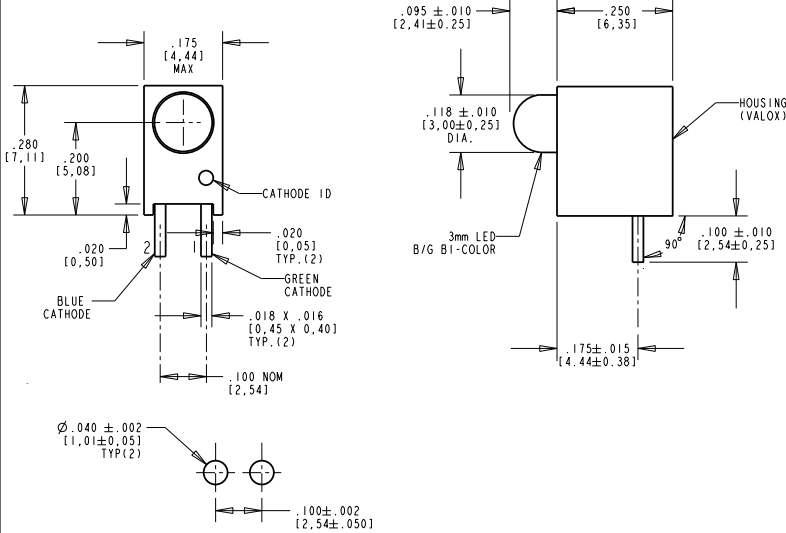 .175
[4,44]
MAX
.280
[7,11]
.200
[5,08]
CATHODE ID
.020
[0,50]
2
1
.020
[0,05]
TYP.(2)
BLUE
CATHODE
GREEN
CATHODE
.018 X .016
[0,45 X 0,40]
TYP.(2)
.100 NOM
[2,54]
Ø.040 ±.002
[1,01±0,05]
TYP(2)
.100±.002
[2,54±.050]
.095 ±.010
[2,41±0.25]
.250
[6,35]
.118 ±.010
[3,00±0,25]
DIA.
HOUSING
(VALOX)
3mm LED
B/G BI-COLOR
90°
.100 ±.010
[2,54±0,25]
.175±.015
[4.44±0.38]